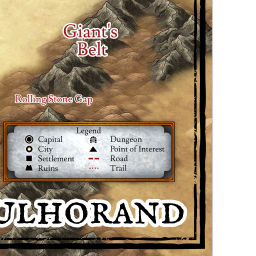 Giant's
Belt
Rolling Stone Gap
Legend
Capital
Dungeon
City
Point of Interest
Settlement
Road
Ruins
Trail
ULHORAND